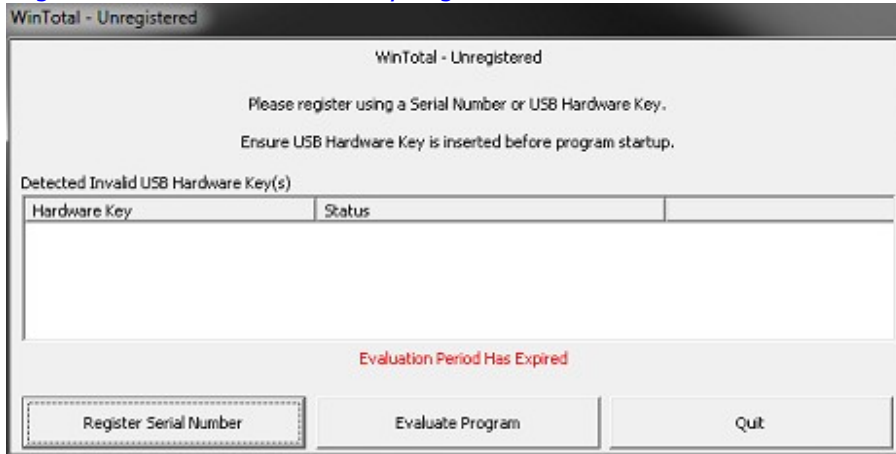 WinTotal - Unregistered
WinTotal - Unregistered
Please register using a Serial Number or USB Hardware Key.
Ensure USB Hardware Key is inserted before program startup.
Detected Invalid USB Hardware Key(s)
Hardware Key Status
Evaluation Period Has Expired
Register Serial Number Evaluate Program Quit